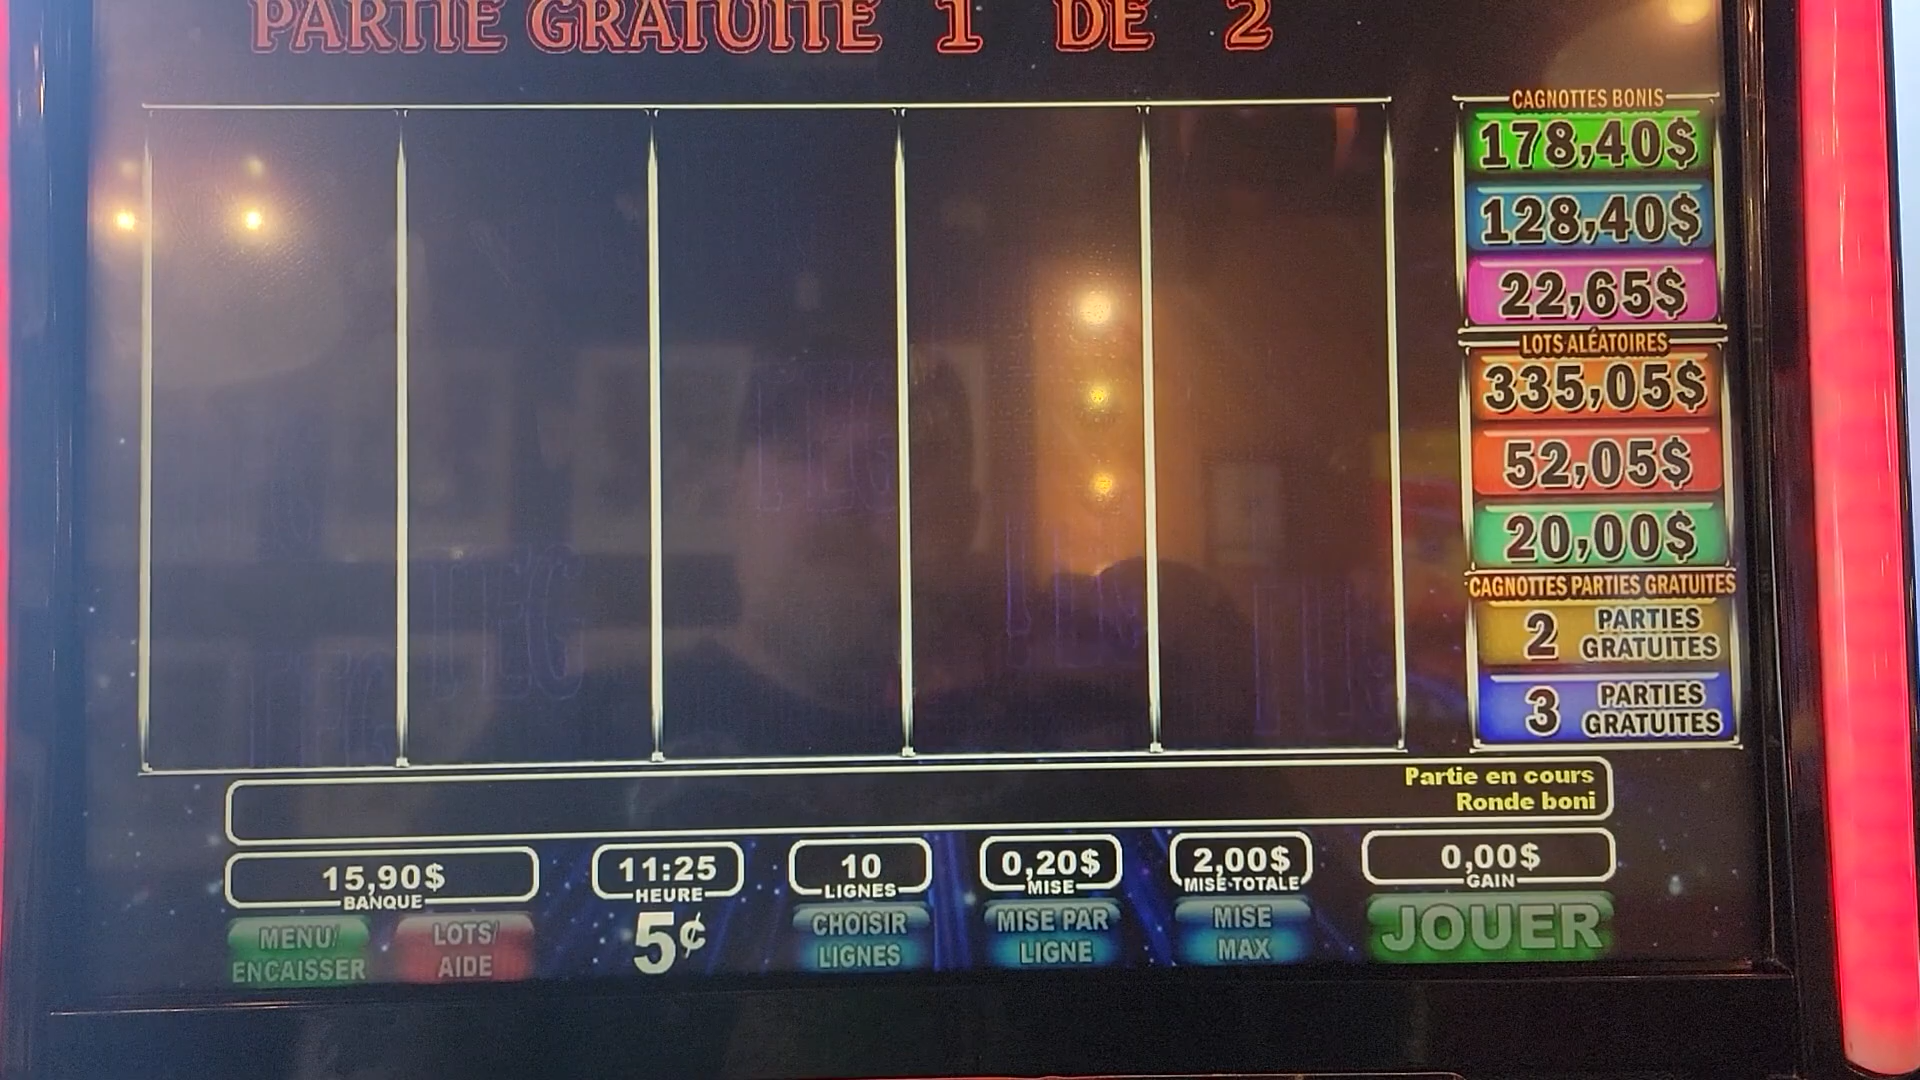 PARTIE GRATUITE 1 DE 2
CAGNOTTES BONIS
178,40$
128,40$
22,65$
LOTS ALÉATOIRES
335,05$
52,05$
20,00$
CAGNOTTES PARTIES GRATUITES
2 PARTIES GRATUITES
3 PARTIES GRATUITES
Partie en cours
Ronde boni
15,90$
BANQUE
11:25
HEURE
10
LIGNES
0,20$
MISE
2,00$
MISE TOTALE
0,00$
GAIN
MENU/
ENCAISSER
LOTS/
AIDE
5¢
CHOISIR
LIGNES
MISE PAR
LIGNE
MISE
MAX
JOUER